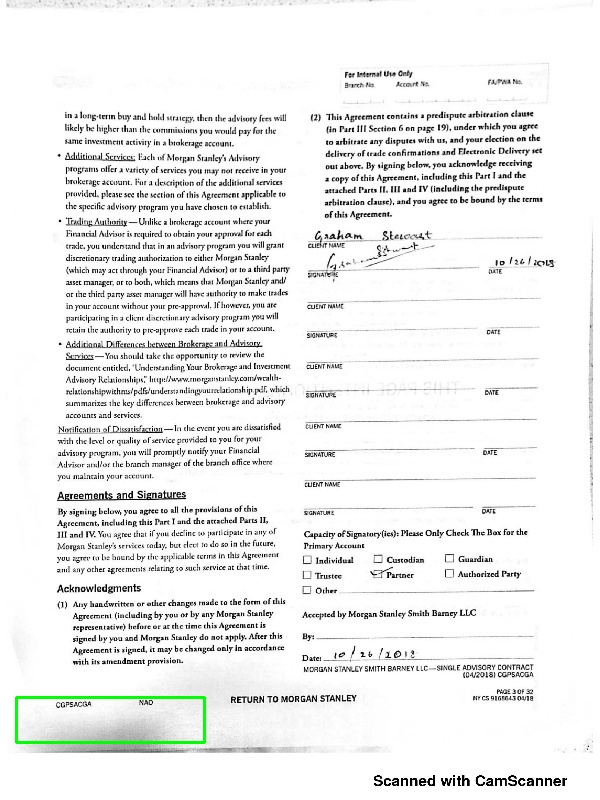 For Internal Use Only
Branch No. Account No. FA/PWA No.
in a long-term buy and hold strategy, then the advisory fees will
likely be higher than the commissions you would pay for the
same investment activity in a brokerage account.
• Additional Services: Each of Morgan Stanley's Advisory
programs offer a variety of services you may not receive in your
brokerage account. For a description of the additional services
provided, please see the section of this Agreement applicable to
the specific advisory program you have chosen to establish.
• Trading Authority — Unlike a brokerage account where your
Financial Advisor is required to obtain your approval for each
trade, you understand that in an advisory program you will grant
discretionary trading authorization to either Morgan Stanley
(which may act through your Financial Advisor) or to a third party
asset manager, or to both, which means that Morgan Stanley and/
or the third party asset manager will have authority to make trades
in your account without your pre-approval. If however, you are
participating in a client discretionary advisory program you will
retain the authority to pre-approve each trade in your account.
• Additional Differences between Brokerage and Advisory
Services — You should take the opportunity to review the
document entitled, "Understanding Your Brokerage and Investment
Advisory Relationships," http://www.morganstanley.com/wealth-
relationshipwithms/pdfs/understandingyourrelationship.pdf, which
summarizes the key differences between brokerage and advisory
accounts and services.
Notification of Dissatisfaction — In the event you are dissatisfied
with the level or quality of service provided to you for your
program, you will promptly notify your Financial
Advisor and/or the branch manager of the branch office where
you maintain your account.
Agreements and Signatures
By signing below, you agree to all the provisions of this
Agreement, including this Part I and the attached Parts II,
III and IV. You agree that if you decline to participate in any of
Morgan Stanley's services today, but elect to do so in the future,
you agree to be bound by the applicable terms in this Agreement
and any other agreements relating to such service at that time.
Acknowledgments
(1) Any handwritten or other changes made to the form of this
Agreement (including by you or by any Morgan Stanley
representative) before or at the time this Agreement is
signed by you and Morgan Stanley do not apply. After this
Agreement is signed, it may be changed only in accordance
with its amendment provision.
(2) This Agreement contains a predispute arbitration clause
(in Part III Section 6 on page 19), under which you agree
to arbitrate any disputes with us, and your election on the
delivery of trade confirmations and Electronic Delivery set
out above. By signing below, you acknowledge receiving
a copy of this Agreement, including this Part I and the
attached Parts II, III and IV (including the predispute
arbitration clause), and you agree to be bound by the terms
of this Agreement.
Graham Stewart
CLIENT NAME
Graham Stewart 10/26/2018
SIGNATURE DATE
CLIENT NAME
SIGNATURE DATE
CLIENT NAME
SIGNATURE DATE
CLIENT NAME
SIGNATURE DATE
CLIENT NAME
SIGNATURE DATE
Capacity of Signatory(ies): Please Only Check The Box for the
Primary Account
Individual Custodian Guardian
Trustee Partner Authorized Party
Other
Accepted by Morgan Stanley Smith Barney LLC
By:
Date: 10/26/2018
MORGAN STANLEY SMITH BARNEY LLC—SINGLE ADVISORY CONTRACT
(04/2018) CGPSACGA
CGPSACGA NAO
RETURN TO MORGAN STANLEY
PAGE 3 OF 32
NY CS 9168643 04/18
Scanned with CamScanner